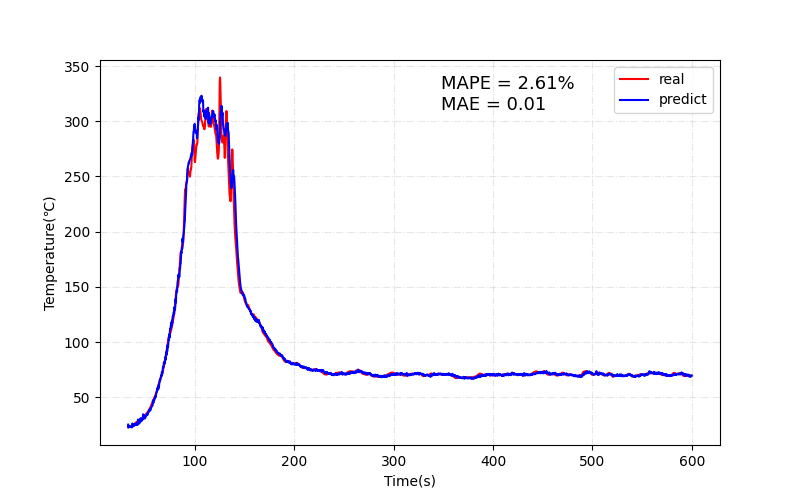 MAPE = 2.61%
MAE = 0.01
real
predict
350
300
250
200
150
100
50
Temperature(℃)
100
200
300
400
500
600
Time(s)